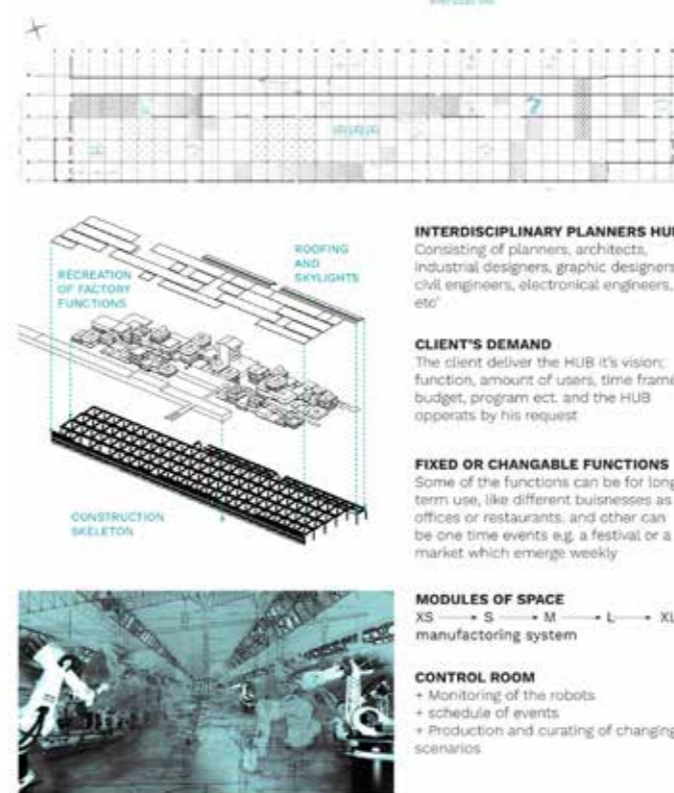 RECREATION
OF FACTORY
FUNCTIONS
ROOFING
AND
SKYLIGHTS
CONSTRUCTION
SKELETON
INTERDISCIPLINARY PLANNERS HU
Consisting of planners, architects,
industrial designers, graphic designers
civil engineers, electronical engineers,
etc'
CLIENT'S DEMAND
The client deliver the HUB it's vision;
function, amount of users, time frame
budget, program ect. and the HUB
opperats by his request
FIXED OR CHANGABLE FUNCTIONS
Some of the functions can be for long
term use, like different buisnesses as
offices or restaurants. and other can
be one time events e.g. a festival or a
market which emerge weekly
MODULES OF SPACE
XS → S → M → L → XL
manufactoring system
CONTROL ROOM
+ Monitoring of the robots
+ schedule of events
+ Production and curating of changing
scenarios